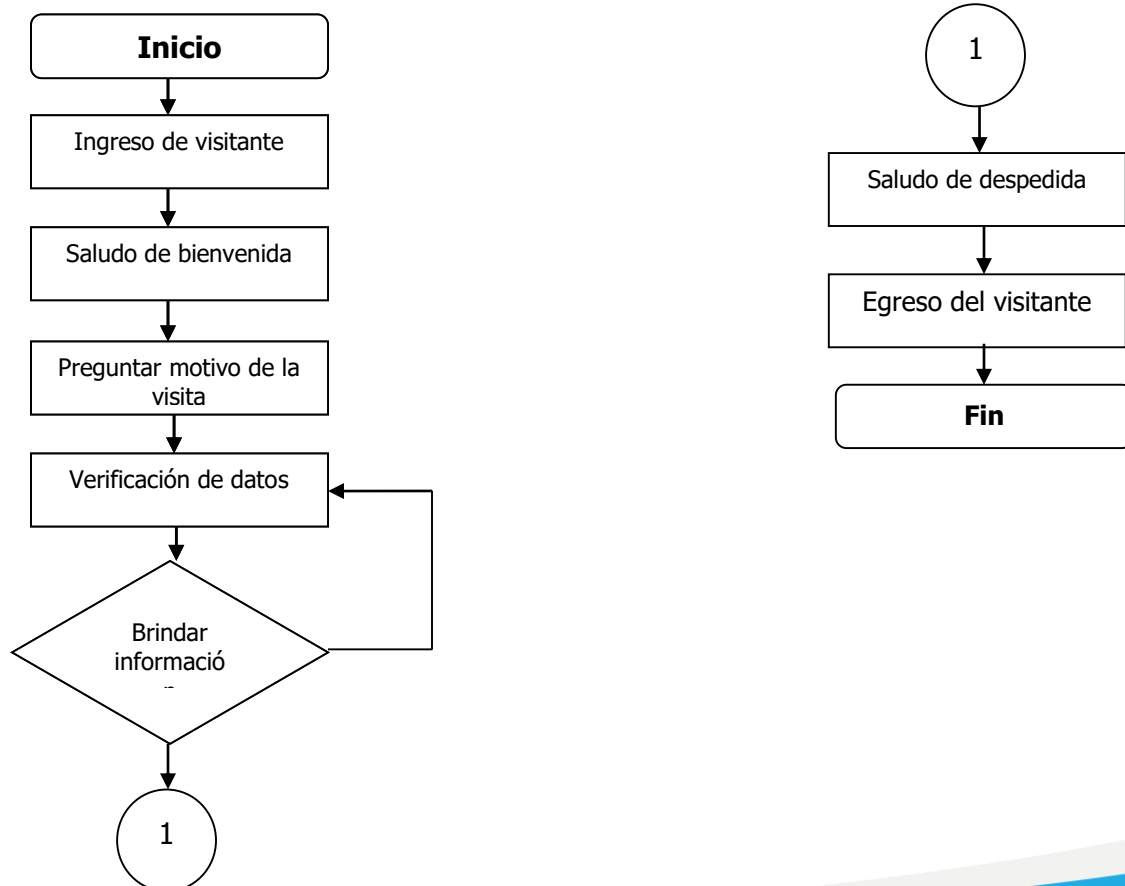 Inicio
Ingreso de visitante
Saludo de bienvenida
Preguntar motivo de la
visita
Verificación de datos
Brindar
informació
1
1
Saludo de despedida
Egreso del visitante
Fin